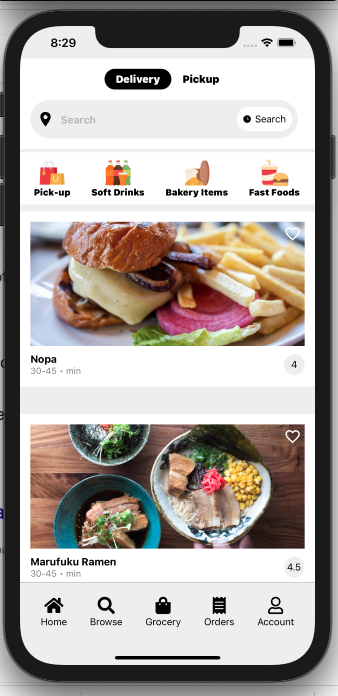 8:29
Delivery Pickup
Search Search
Pick-up Soft Drinks Bakery Items Fast Foods
Nopa
30-45 • min
4
Marufuku Ramen
30-45 • min
4.5
Home Browse Grocery Orders Account